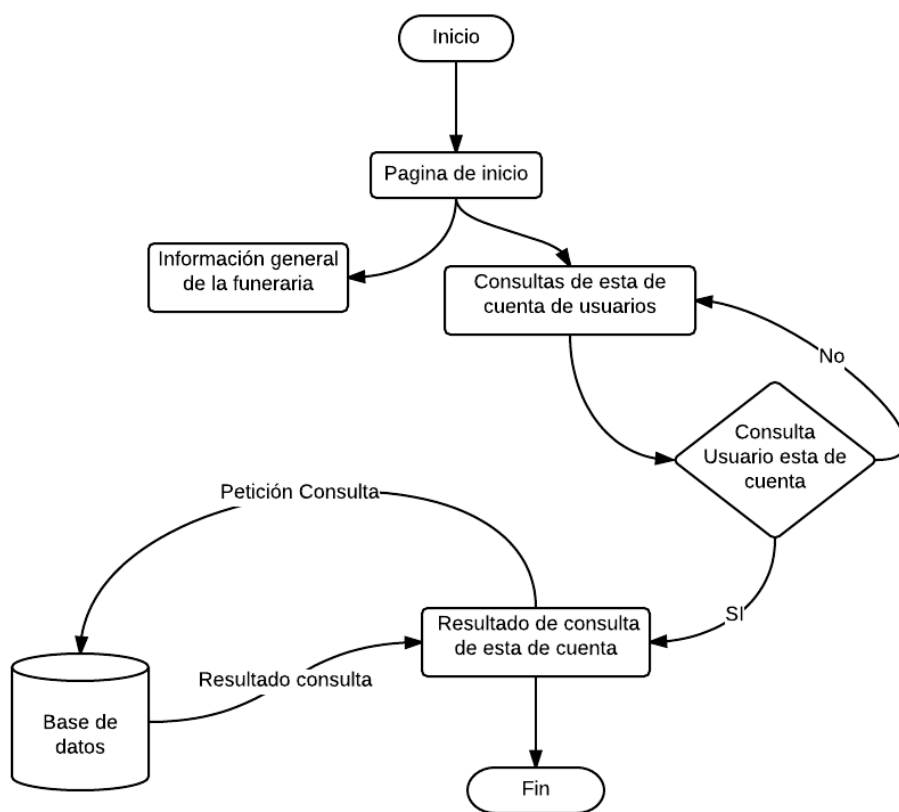 Inicio
Pagina de inicio
Información general
de la funeraria
Consultas de esta de
cuenta de usuarios
No
Consulta
Usuario esta de
cuenta
Petición Consulta
SI
Resultado de consulta
de esta de cuenta
Resultado consulta
Base de
datos
Fin